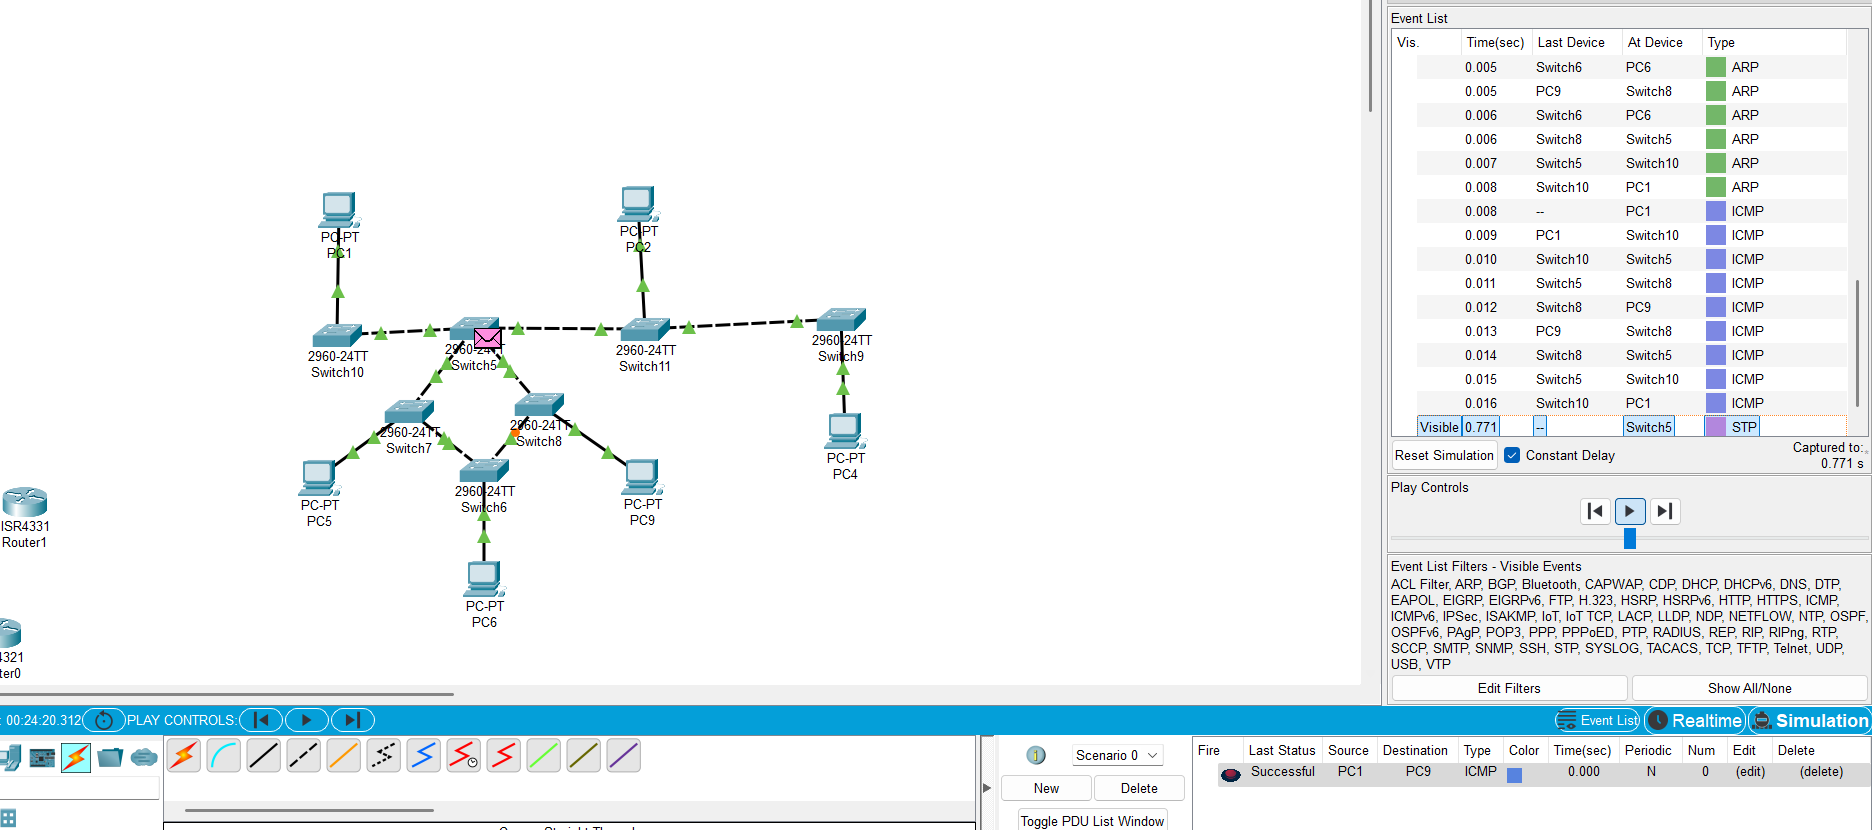 Event List
Vis. Time(sec) Last Device At Device Type
0.005 Switch6 PC6 ARP
0.005 PC9 Switch8 ARP
0.006 Switch6 PC6 ARP
0.006 Switch8 Switch5 ARP
0.007 Switch5 Switch10 ARP
0.008 Switch10 PC1 ARP
0.008 -- PC1 ICMP
0.009 PC1 Switch10 ICMP
0.010 Switch10 Switch5 ICMP
0.011 Switch5 Switch8 ICMP
0.012 Switch8 PC9 ICMP
0.013 PC9 Switch8 ICMP
0.014 Switch8 Switch5 ICMP
0.015 Switch5 Switch10 ICMP
0.016 Switch10 PC1 ICMP
Visible 0.771 -- Switch5 STP
Reset Simulation Constant Delay
Captured to:
0.771 s
Play Controls
Event List Filters - Visible Events
ACL Filter, ARP, BGP, Bluetooth, CAPWAP, CDP, DHCP, DHCPv6, DNS, DTP,
EAPOL, EIGRP, EIGRPv6, FTP, H.323, HSRP, HSRPv6, HTTP, HTTPS, ICMP,
ICMPv6, IPSec, ISAKMP, IoT, IoT TCP, LACP, LLDP, NDP, NETFLOW, NTP, OSPF,
OSPFv6, PAgP, POP3, PPP, PPPoED, PTP, RADIUS, REP, RIP, RIPng, RTP,
SCCP, SMTP, SNMP, SSH, STP, SYSLOG, TACACS, TCP, TFTP, Telnet, UDP,
USB, VTP
Edit Filters Show All/None
PC-PT
PC1
PC-PT
PC2
2960-24TT
Switch10
Switch5
2960-24TT
Switch11
2960-24TT
Switch9
2960-24TT
Switch7
2960-24TT
Switch8
PC-PT
PC4
PC-PT
PC5
2960-24TT
Switch6
PC-PT
PC9
ISR4331
Router1
PC-PT
PC6
4321
ter0
: 00:24:20.312 PLAY CONTROLS:
Event List Realtime Simulation
Scenario 0
New Delete
Toggle PDU List Window
Fire Last Status Source Destination Type Color Time(sec) Periodic Num Edit Delete
Successful PC1 PC9 ICMP 0.000 N 0 (edit) (delete)